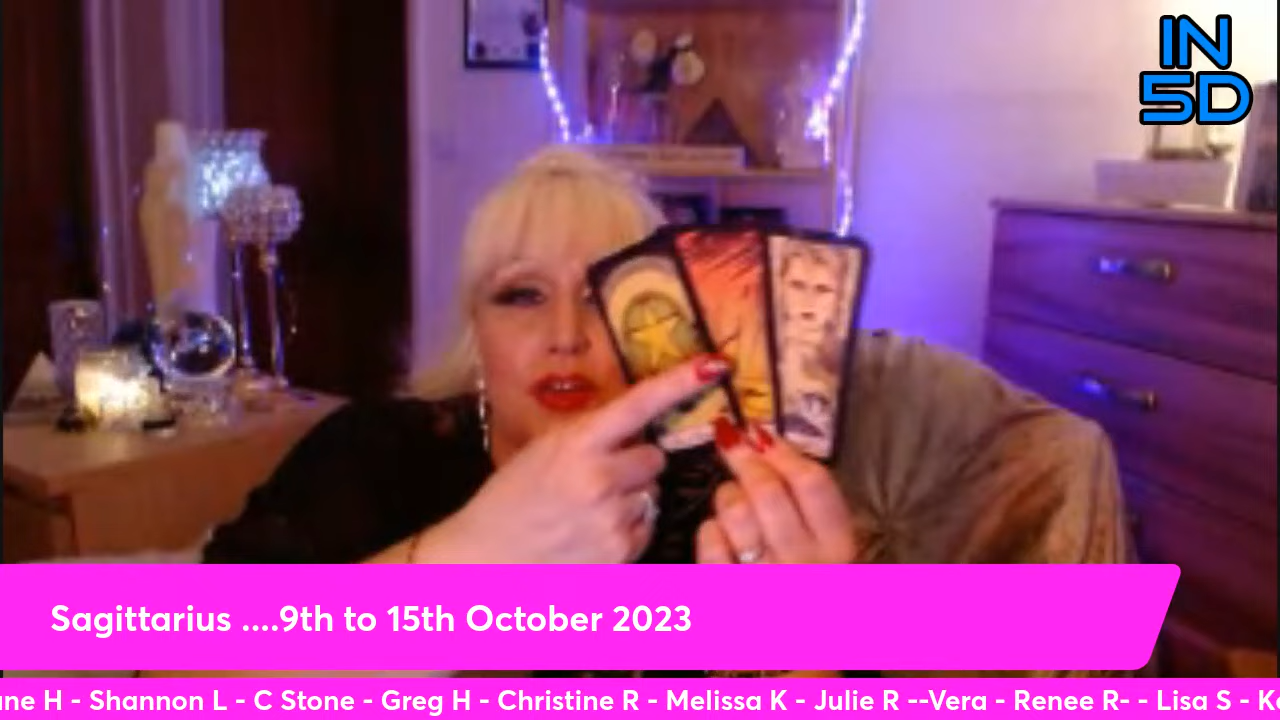 IN
5D
Sagittarius ....9th to 15th October 2023
H - Shannon L - C Stone - Greg H - Christine R - Melissa K - Julie R --Vera - Renee R- - Lisa S -